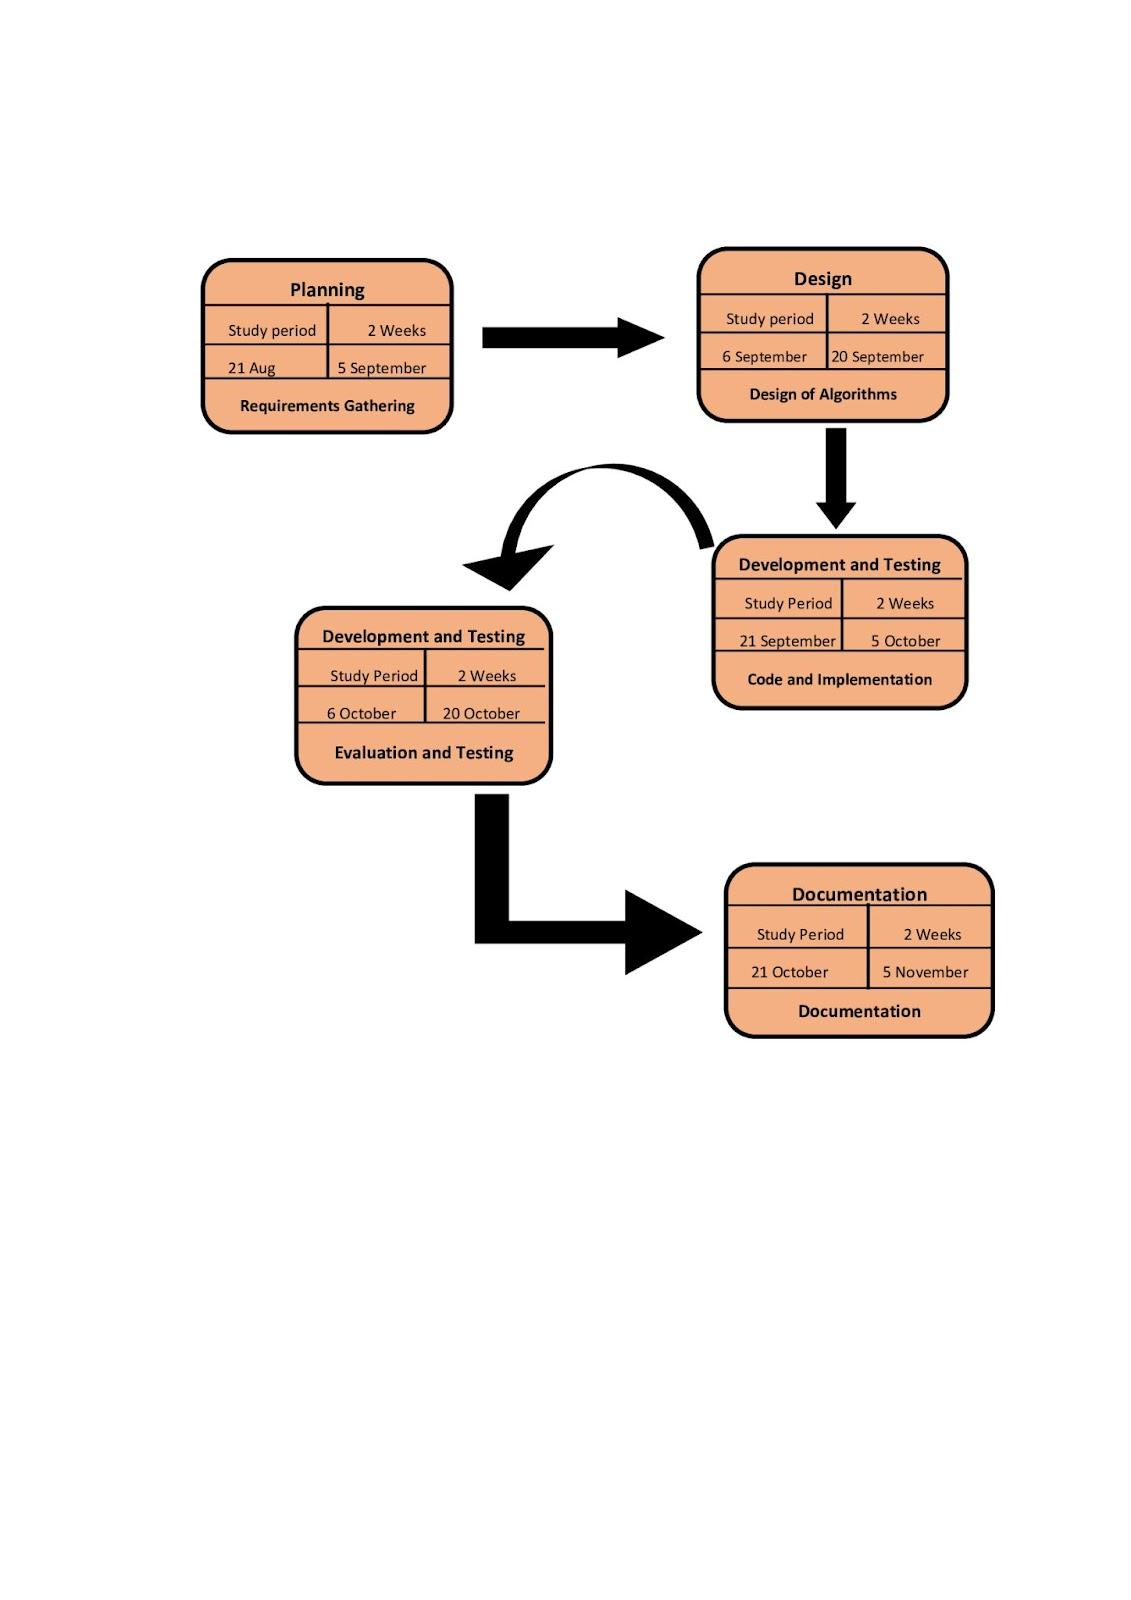 Planning
Study period 2 Weeks
21 Aug 5 September
Requirements Gathering
Design
Study period 2 Weeks
6 September 20 September
Design of Algorithms
Development and Testing
Study Period 2 Weeks
21 September 5 October
Code and Implementation
Development and Testing
Study Period 2 Weeks
6 October 20 October
Evaluation and Testing
Documentation
Study Period 2 Weeks
21 October 5 November
Documentation